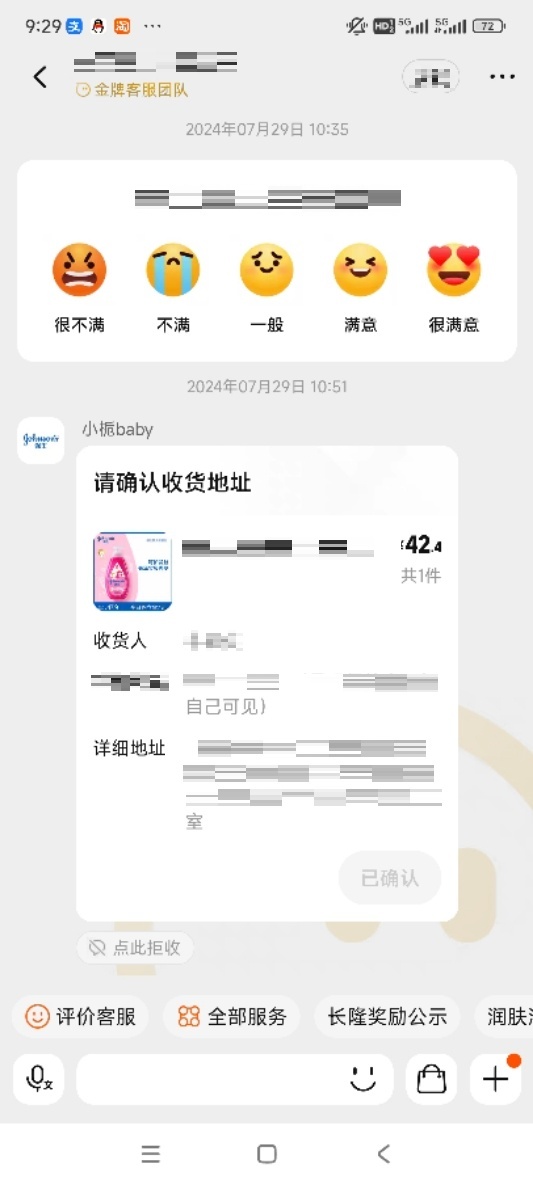 9:29
HD
5G
5G
72
金牌客服团队
2024年07月29日 10:35
很不满 不满 一般 满意 很满意
2024年07月29日 10:51
Johnson's
小栀baby
请确认收货地址
¥42.4
共1件
收货人
自己可见)
详细地址
室
已确认
点此拒收
评价客服 全部服务 长隆奖励公示 润肤